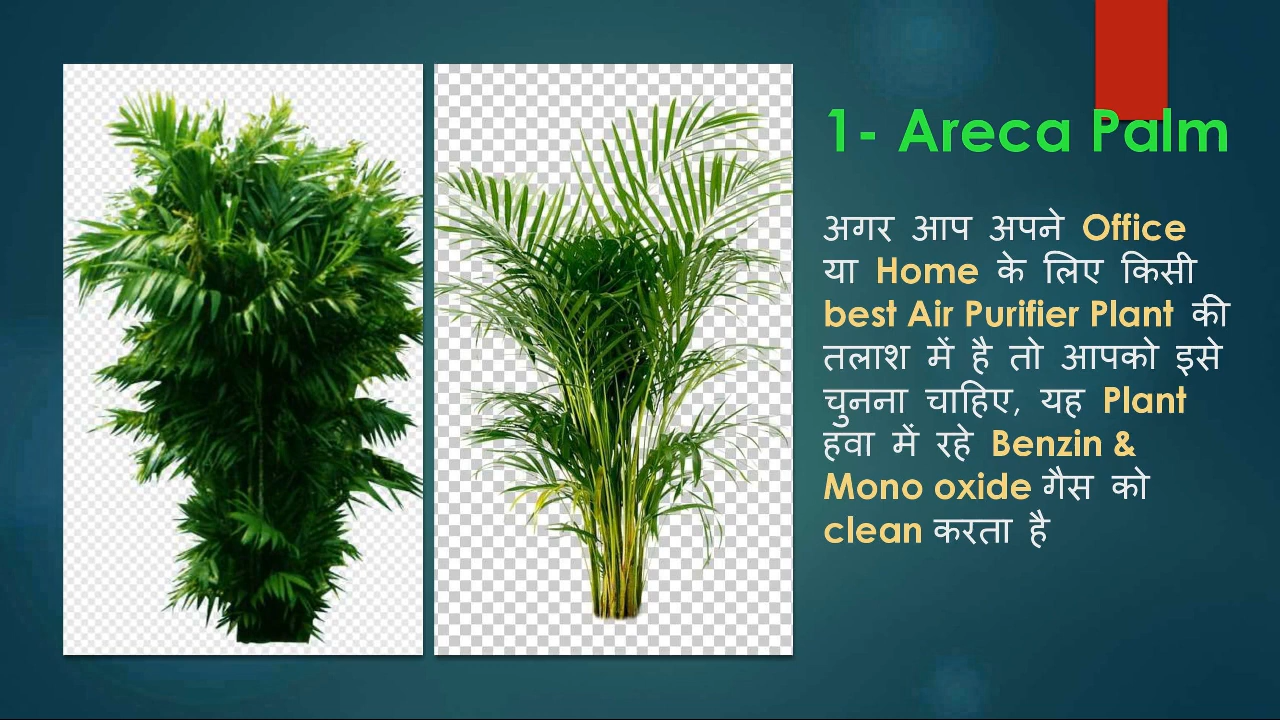 1- Areca Palm
अगर आप अपने Office
या Home के लिए किसी
best Air Purifier Plant की
तलाश में है तो आपको इसे
चुनना चाहिए, यह Plant
हवा में रहे Benzin &
Mono oxide गैस को
clean करता है